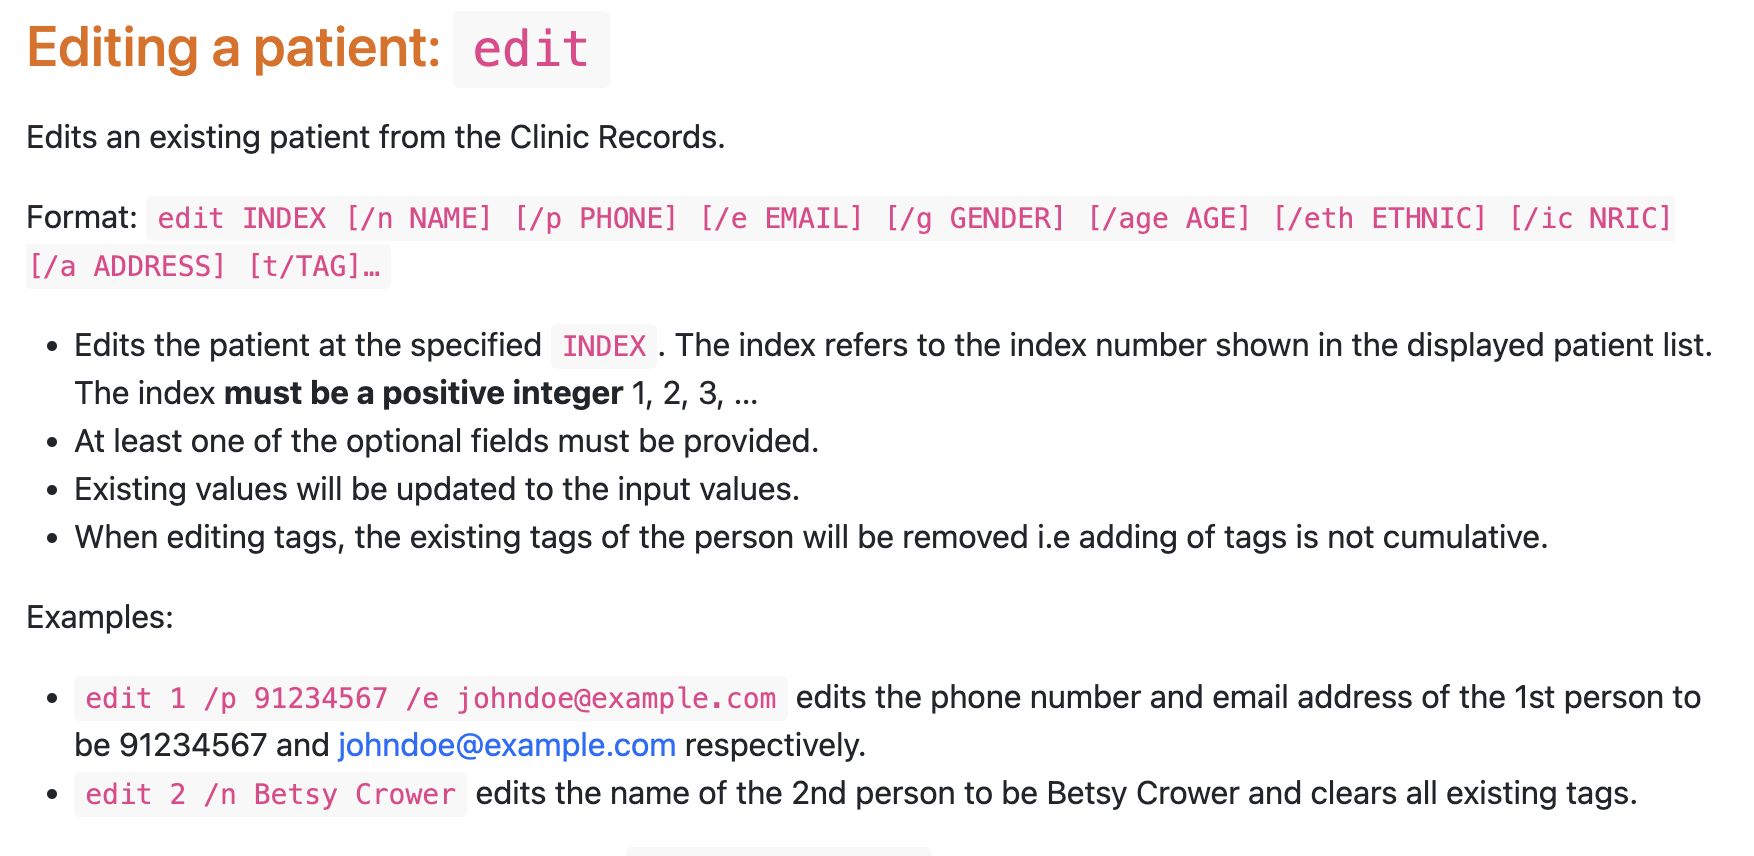 Editing a patient: edit
Edits an existing patient from the Clinic Records.
Format: edit INDEX [/n NAME] [/p PHONE] [/e EMAIL] [/g GENDER] [/age AGE] [/eth ETHNIC] [/ic NRIC]
[/a ADDRESS] [t/TAG]…
• Edits the patient at the specified INDEX . The index refers to the index number shown in the displayed patient list.
The index must be a positive integer 1, 2, 3, …
• At least one of the optional fields must be provided.
• Existing values will be updated to the input values.
• When editing tags, the existing tags of the person will be removed i.e adding of tags is not cumulative.
Examples:
• edit 1 /p 91234567 /e johndoe@example.com edits the phone number and email address of the 1st person to
be 91234567 and johndoe@example.com respectively.
• edit 2 /n Betsy Crower edits the name of the 2nd person to be Betsy Crower and clears all existing tags.